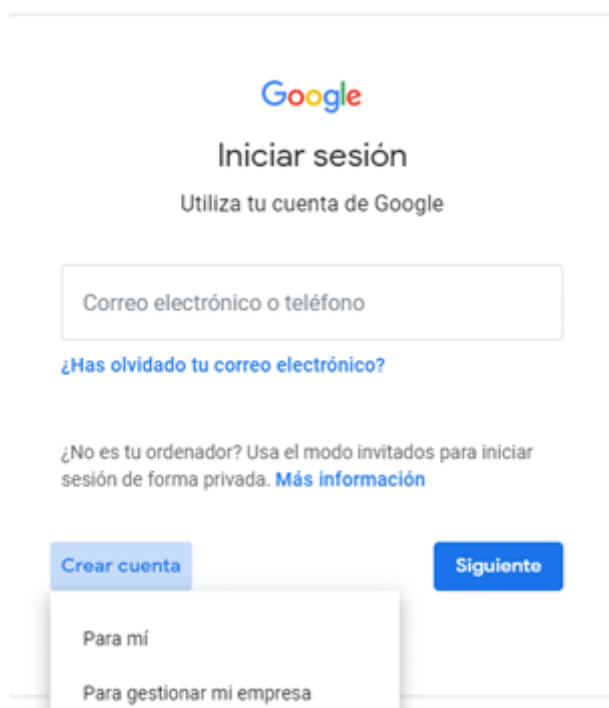 Google
Iniciar sesión
Utiliza tu cuenta de Google
Correo electrónico o teléfono
¿Has olvidado tu correo electrónico?
¿No es tu ordenador? Usa el modo invitados para iniciar
sesión de forma privada. Más información
Crear cuenta
Siguiente
Para mí
Para gestionar mi empresa